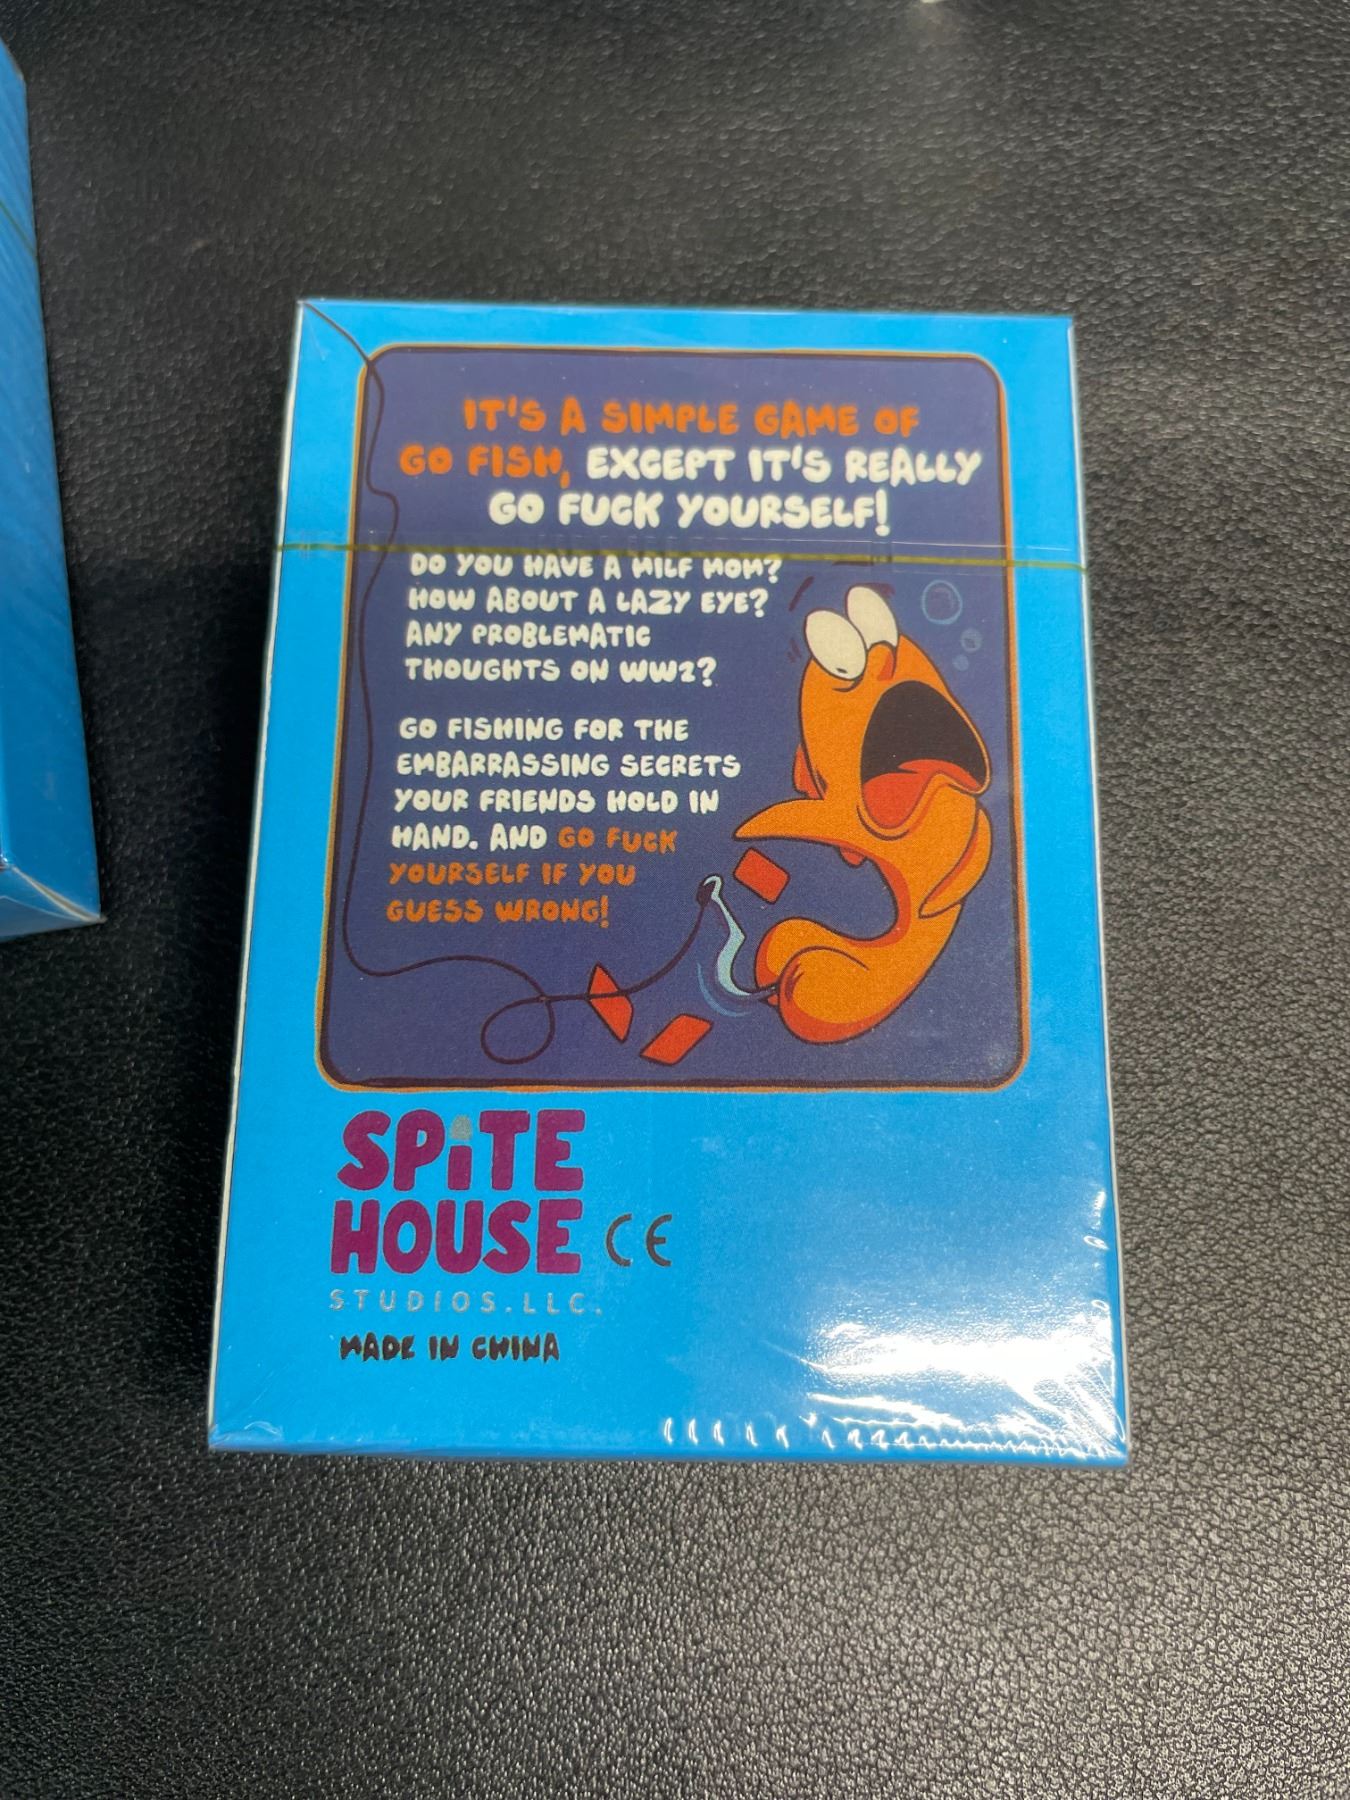 IT'S A SIMPLE GAME OF
GO FISH, EXCEPT IT'S REALLY
GO FUCK YOURSELF!
DO YOU HAVE A MILF MOM?
HOW ABOUT A LAZY EYE?
ANY PROBLEMATIC
THOUGHTS ON WW2?
GO FISHING FOR THE
EMBARRASSING SECRETS
YOUR FRIENDS HOLD IN
HAND. AND GO FUCK
YOURSELF IF YOU
GUESS WRONG!
SPiTE
HOUSE CE
STUDIOS.LLC.
MADE IN CHINA